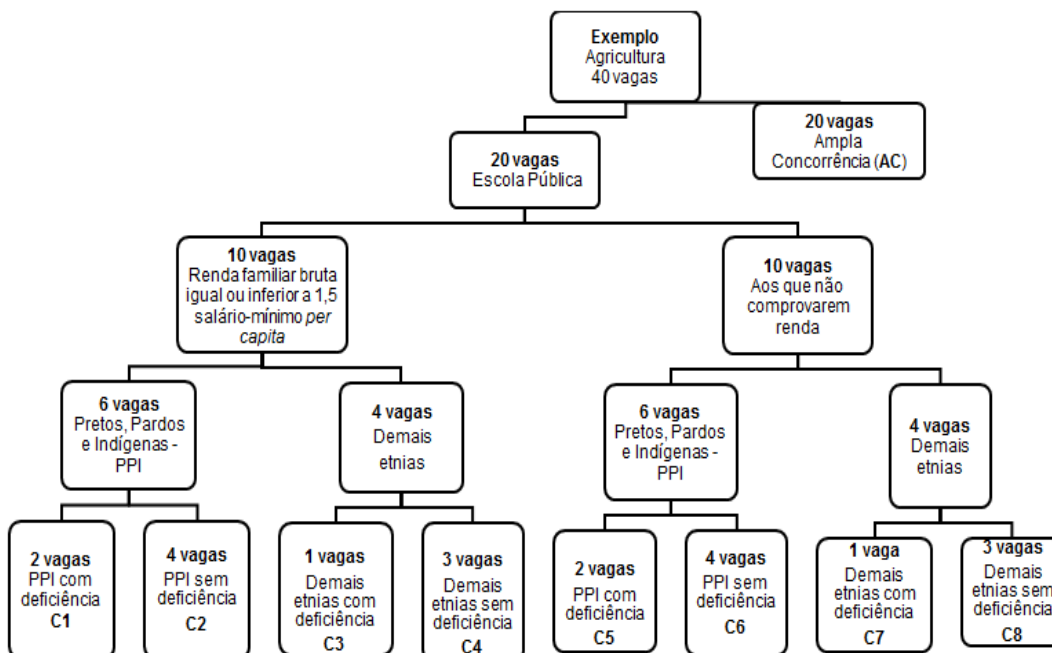 Exemplo
Agricultura
40 vagas
20 vagas
Ampla
Concorrência (AC)
20 vagas
Escola Pública
10 vagas
Renda familiar bruta
igual ou inferior a 1,5
salário-mínimo per
capita
10 vagas
Aos que não
comprovarem
renda
6 vagas
Pretos, Pardos
e Indígenas -
PPI
4 vagas
Demais
etnias
6 vagas
Pretos, Pardos
e Indígenas -
PPI
4 vagas
Demais
etnias
2 vagas
PPI com
deficiência
C1
4 vagas
PPI sem
deficiência
C2
1 vagas
Demais
etnias com
deficiência
C3
3 vagas
Demais
etnias sem
deficiência
C4
2 vagas
PPI com
deficiência
C5
4 vagas
PPI sem
deficiência
C6
1 vaga
Demais
etnias com
deficiência
C7
3 vagas
Demais
etnias sem
deficiência
C8